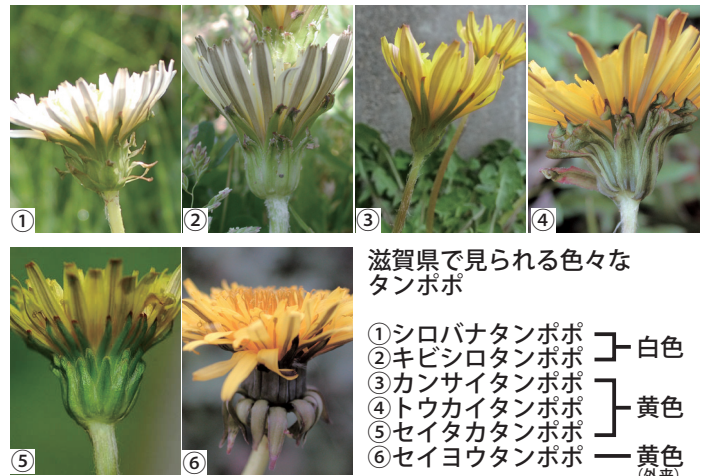 ①
②
③
④
⑤
⑥
滋賀県で見られる色々な
タンポポ
①シロバナタンポポ
②キビシロタンポポ
白色
③カンサイタンポポ
④トウカイタンポポ
⑤セイタカタンポポ
黄色
⑥セイヨウタンポポ
黄色
(外来)